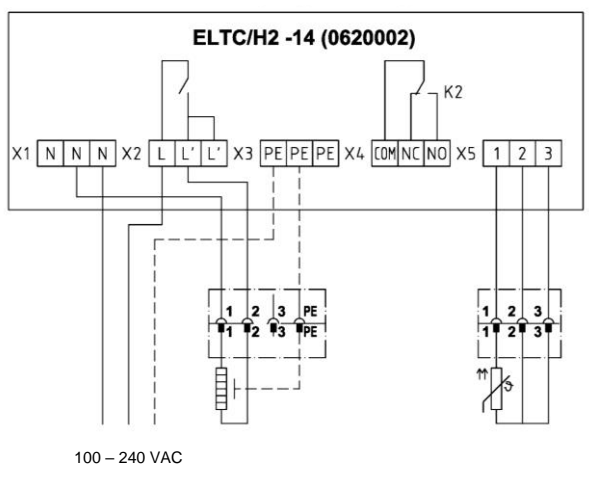 ELTC/H2 -14 (0620002)
K2
X1 N N N X2 L L' L' X3 PE PE PE X4 COM NC NO X5 1 2 3
1 2 3 PE 1 2 3
1 2 3 PE 1 2 3
ϑ
100 – 240 VAC